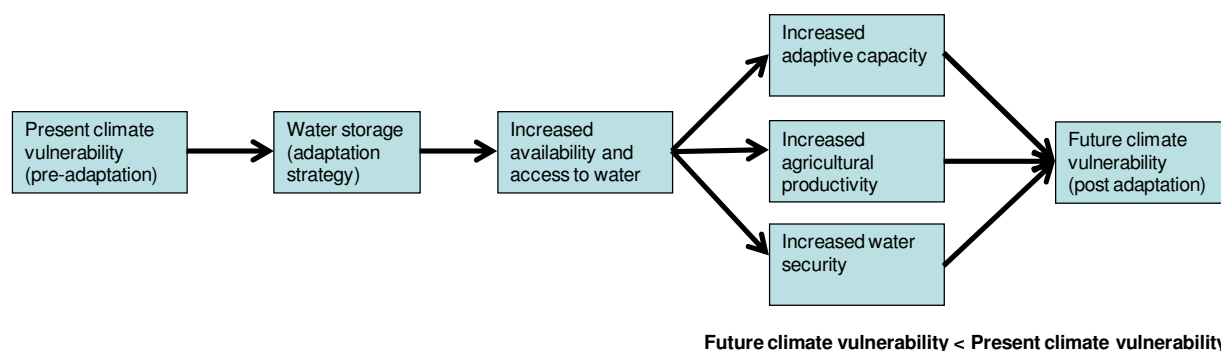 Present climate
vulnerability
(pre-adaptation)
Water storage
(adaptation
strategy)
Increased
availability and
access to water
Increased
adaptive capacity
Increased
agricultural
productivity
Increased water
security
Future climate
vulnerability
(post adaptation)
Future climate vulnerability < Present climate vulnerability